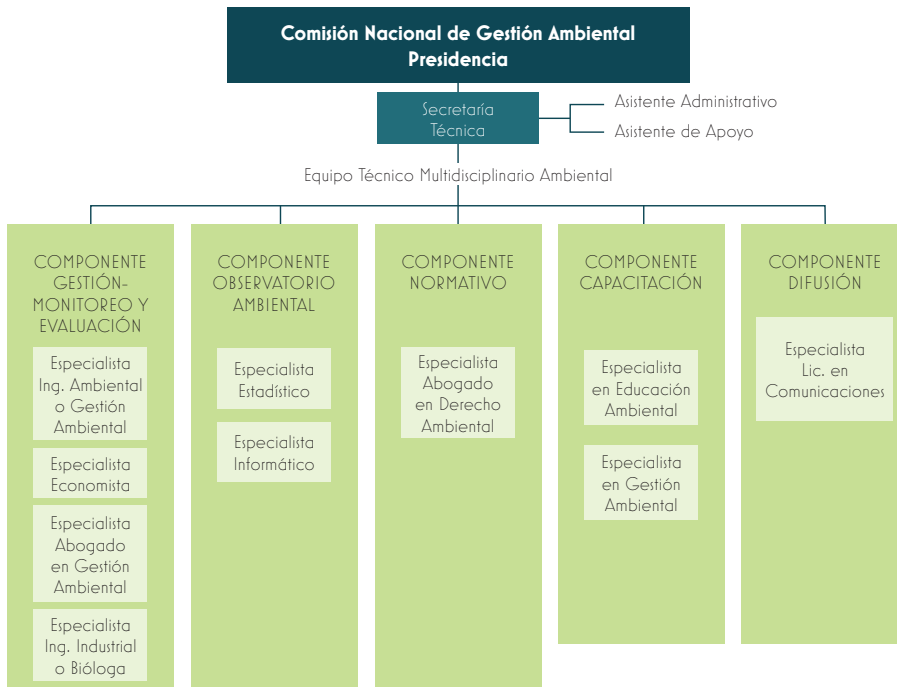 Comisión Nacional de Gestión Ambiental
Presidencia
Secretaría
Técnica
Asistente Administrativo
Asistente de Apoyo
Equipo Técnico Multidisciplinario Ambiental
COMPONENTE
GESTIÓN-
MONITOREO Y
EVALUACIÓN
Especialista
Ing. Ambiental
o Gestión
Ambiental
Especialista
Economista
Especialista
Abogado
en Gestión
Ambiental
Especialista
Ing. Industrial
o Bióloga
COMPONENTE
OBSERVATORIO
AMBIENTAL
Especialista
Estadístico
Especialista
Informático
COMPONENTE
NORMATIVO
Especialista
Abogado
en Derecho
Ambiental
COMPONENTE
CAPACITACIÓN
Especialista
en Educación
Ambiental
Especialista
en Gestión
Ambiental
COMPONENTE
DIFUSIÓN
Especialista
Lic. en
Comunicaciones